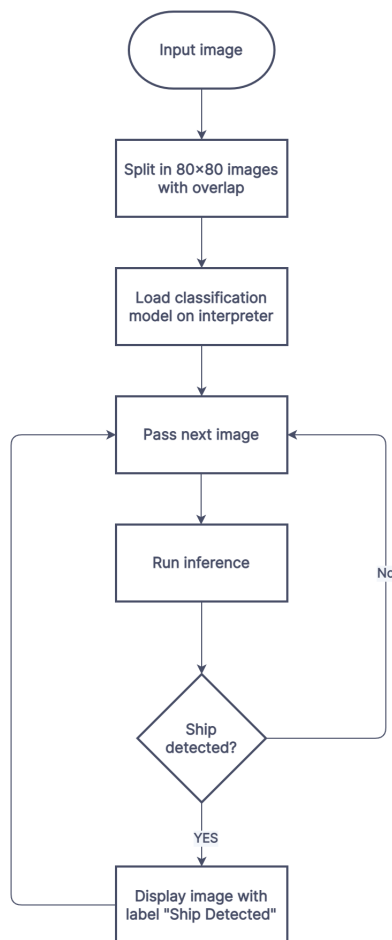 Input image
Split in 80×80 images
with overlap
Load classification
model on interpreter
Pass next image
Run inference
No
Ship
detected?
YES
Display image with
label "Ship Detected"